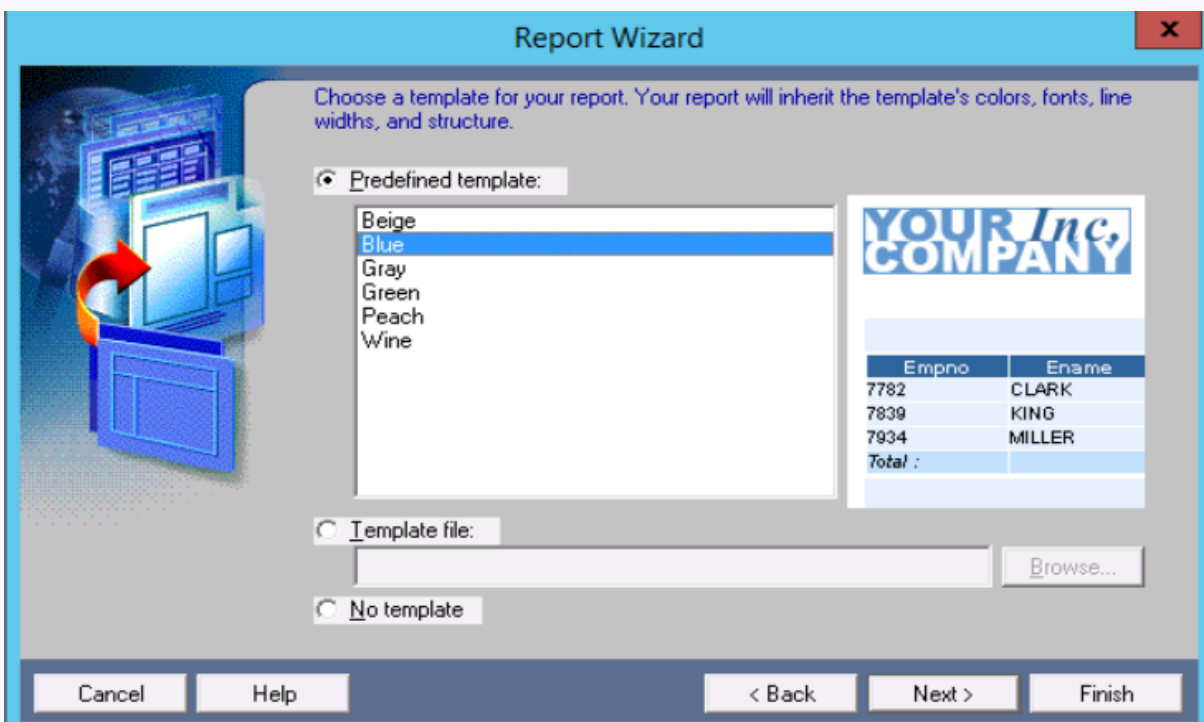 Report Wizard
x
Choose a template for your report. Your report will inherit the template's colors, fonts, line
widths, and structure.
Predefined template:
Beige
Blue
Gray
Green
Peach
Wine
YOUR Inc,
COMPANY
Empno Ename
7782 CLARK
7839 KING
7934 MILLER
Total :
Template file:
Browse...
No template
Cancel Help < Back Next > Finish